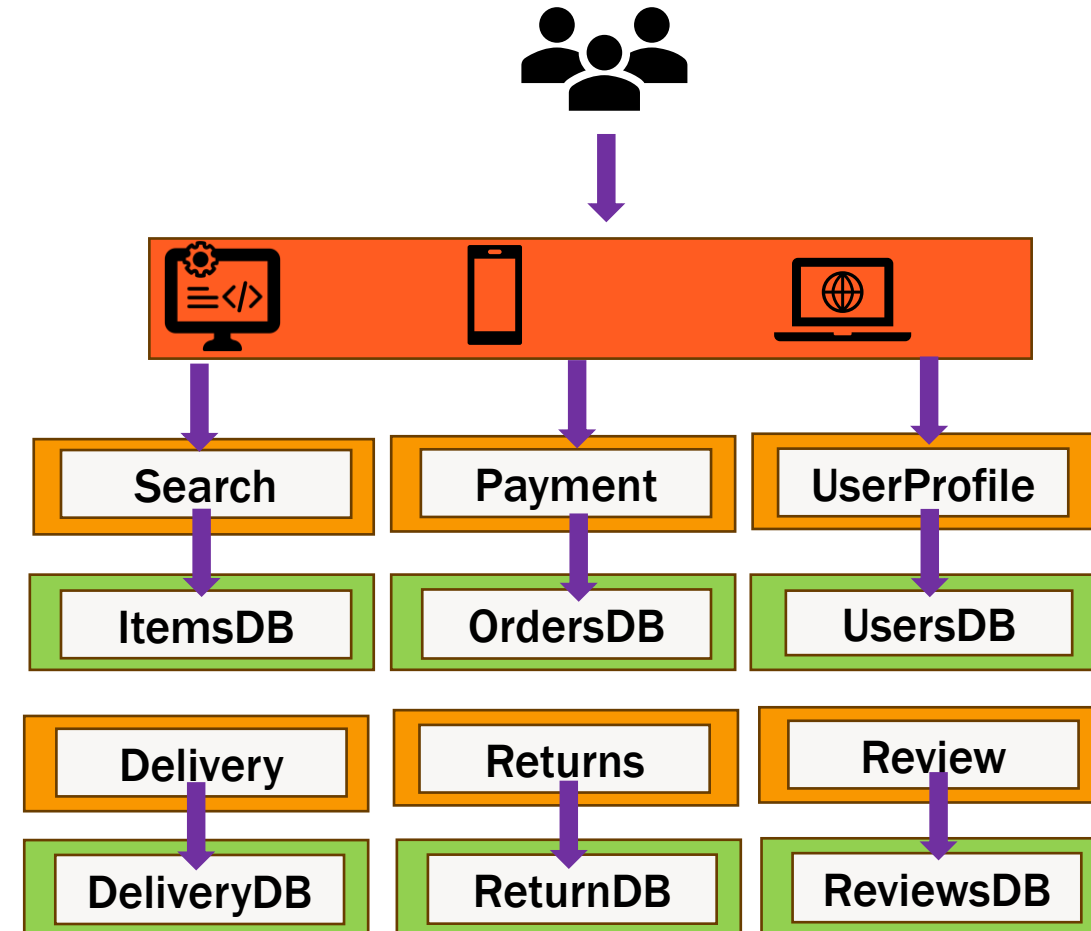 </>
Search
Payment
UserProfile
ItemsDB
OrdersDB
UsersDB
Delivery
Returns
Review
DeliveryDB
ReturnDB
ReviewsDB